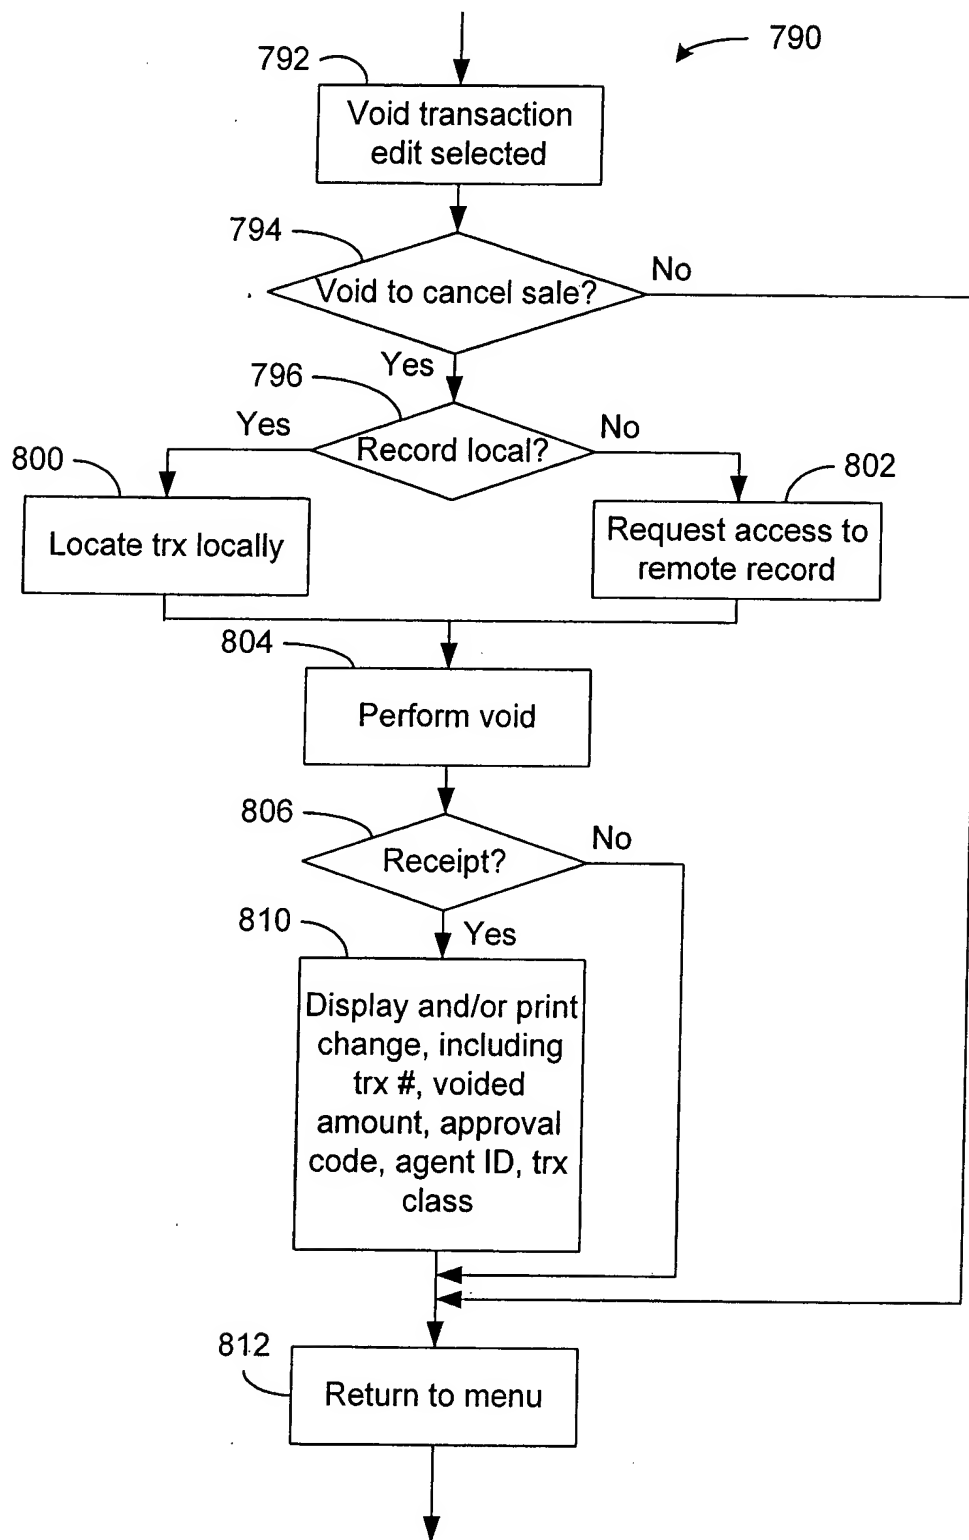 790
792
Void transaction
edit selected
794
Void to cancel sale?
No
Yes
796
Record local?
Yes
No
800
Locate trx locally
802
Request access to
remote record
804
Perform void
806
Receipt?
No
Yes
810
Display and/or print
change, including
trx #, voided
amount, approval
code, agent ID, trx
class
812
Return to menu